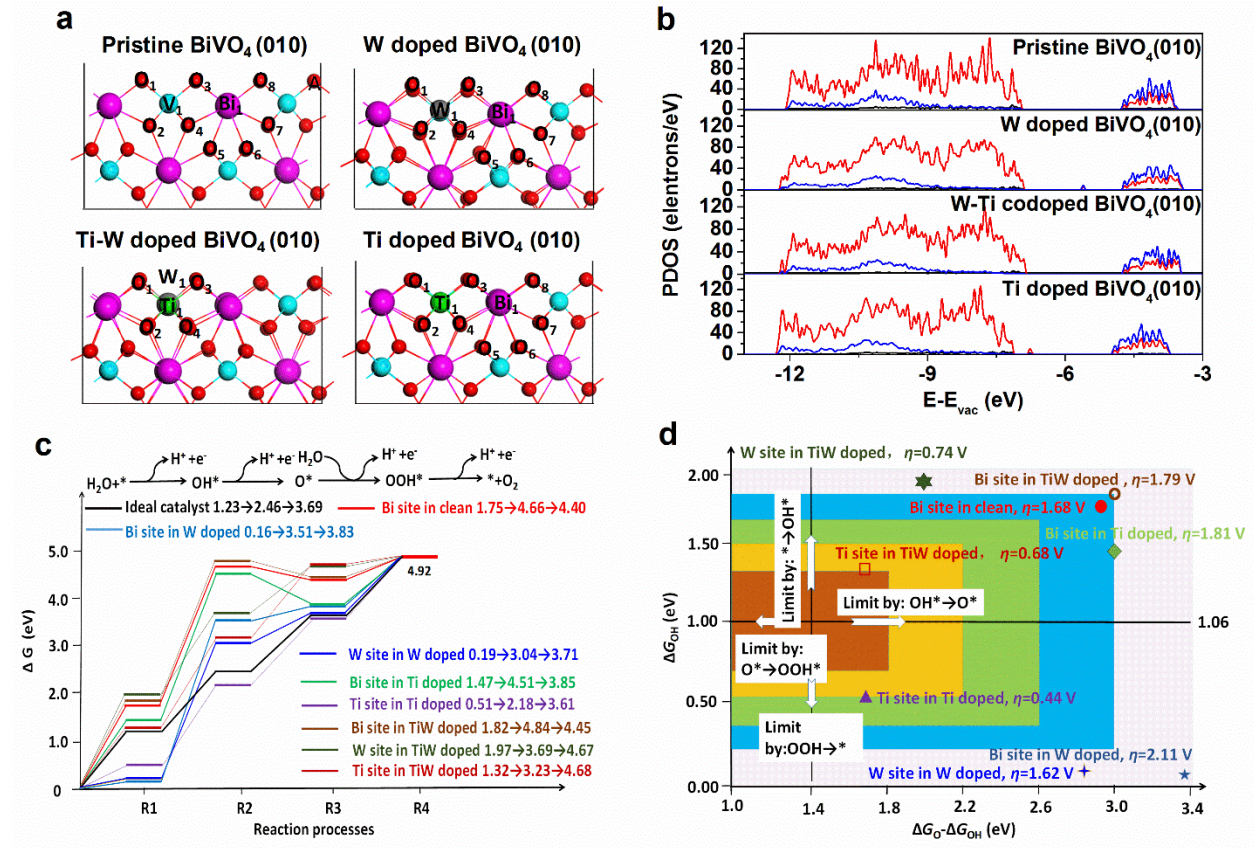 a
Pristine BiVO4 (010)
O1 O3 O8 A
V1 Bi1
O2 O4 O7
O5 O6
W doped BiVO4 (010)
O1 O3 O8
W1 Bi1
O2 O4 O7
O5 O6
Ti-W doped BiVO4 (010)
W1
O1 O3
Ti1
O2 O4
Ti doped BiVO4 (010)
O1 O3 O8
Ti1 Bi1
O2 O4 O7
O5 O6
b
PDOS (elentrons/eV)
120
80
40
0
Pristine BiVO4(010)
120
80
40
0
W doped BiVO4(010)
120
80
40
0
W-Ti codoped BiVO4(010)
120
80
40
0
Ti doped BiVO4(010)
-12 -9 -6 -3
E-Evac (eV)
c
H+ +e- H+ +e- H2O H+ +e- H+ +e-
H2O+* OH* O* OOH* *+O2
Ideal catalyst 1.23→2.46→3.69
Bi site in clean 1.75→4.66→4.40
Bi site in W doped 0.16→3.51→3.83
Δ G (eV)
5.0
4.0
3.0
2.0
1.0
0
4.92
W site in W doped 0.19→3.04→3.71
Bi site in Ti doped 1.47→4.51→3.85
Ti site in Ti doped 0.51→2.18→3.61
Bi site in TiW doped 1.82→4.84→4.45
W site in TiW doped 1.97→3.69→4.67
Ti site in TiW doped 1.32→3.23→4.68
R1 R2 R3 R4
Reaction processes
d
W site in TiW doped, η=0.74 V
Bi site in TiW doped , η=1.79 V
Bi site in clean, η=1.68 V
Bi site in Ti doped, η=1.81 V
Ti site in TiW doped， η=0.68 V
Limit by: *→OH*
Limit by: OH*→O*
Limit by:
O*→OOH*
Limit
by:OOH→*
Ti site in Ti doped, η=0.44 V
Bi site in W doped, η=2.11 V
W site in W doped, η=1.62 V
1.06
ΔGOH (eV)
2.00
1.50
1.00
0.50
0.00
1.0 1.4 1.8 2.2 2.6 3.0 3.4
ΔGO-ΔGOH (eV)